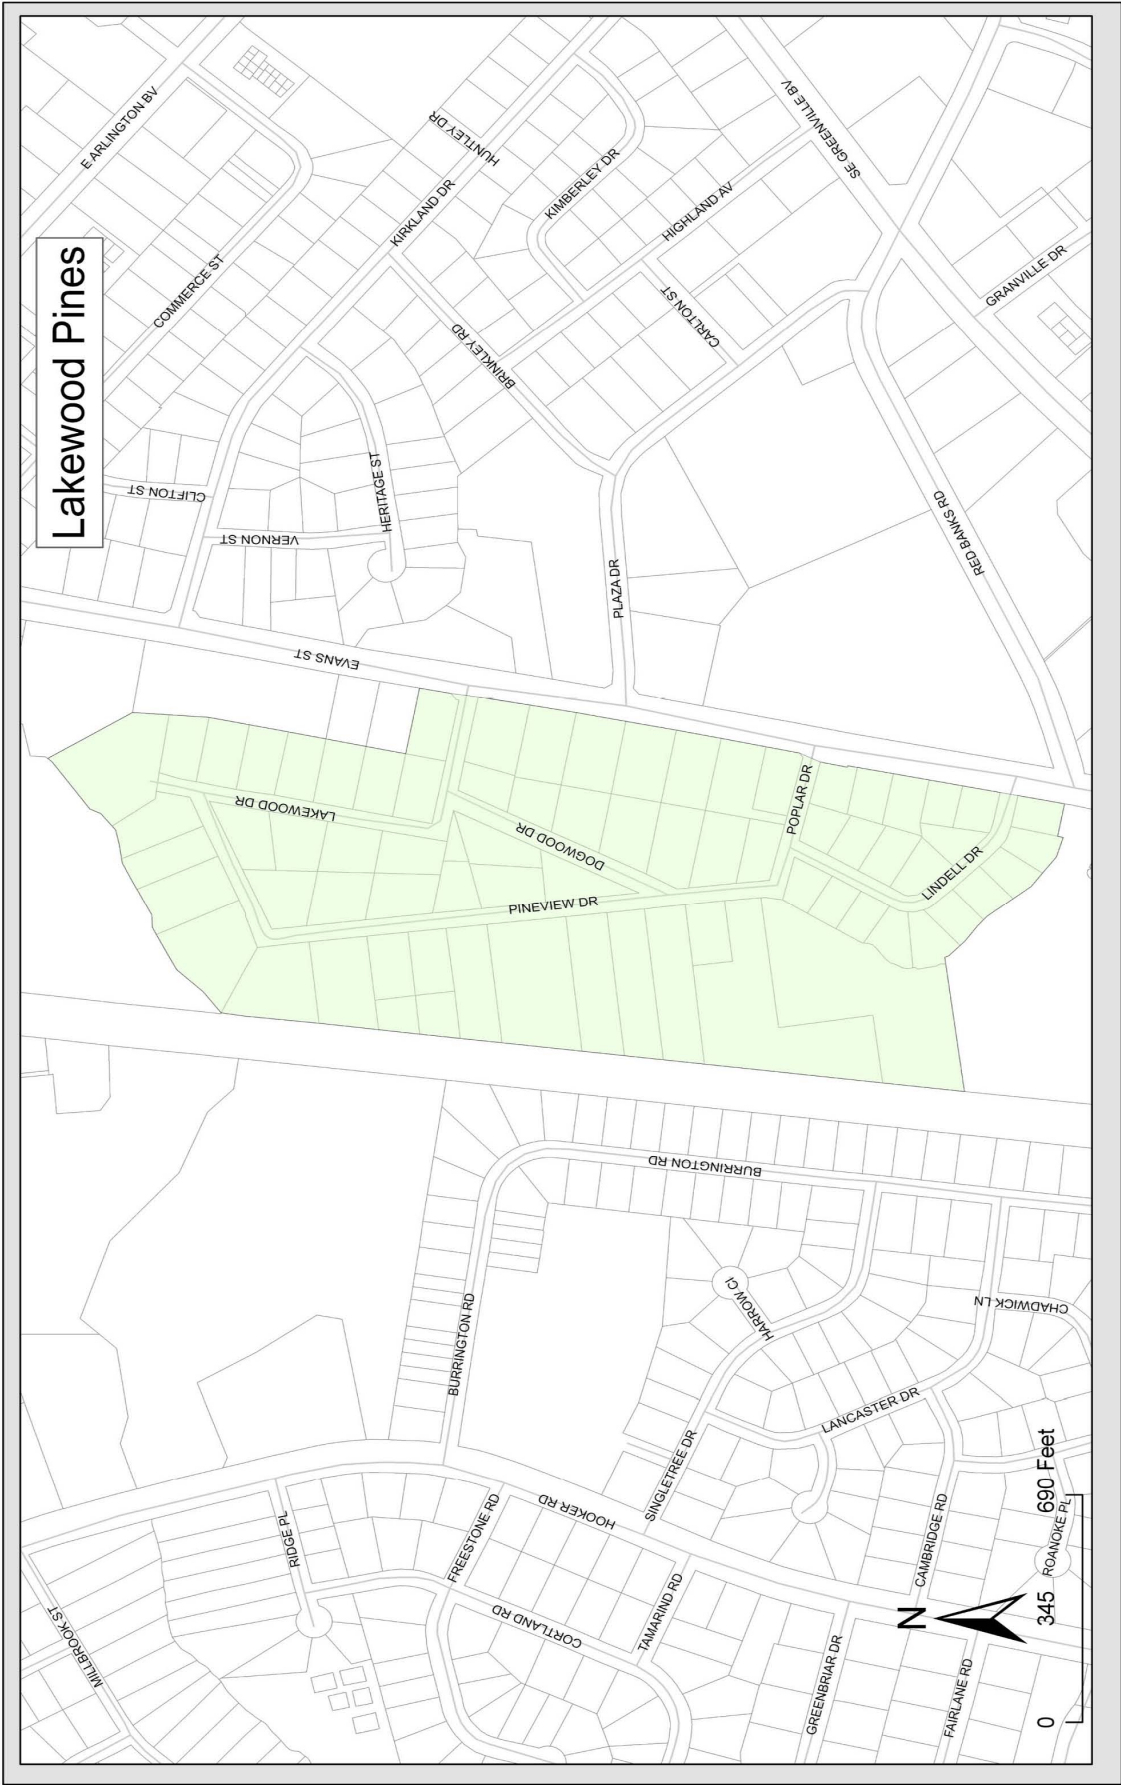 Lakewood Pines
E ARLINGTON BV
COMMERCE ST
HUNTLEY DR
KIRKLAND DR
KIMBERLEY DR
HIGHLAND AV
SE GREENVILLE BV
CARLTON ST
BRINKLEY RD
GRANVILLE DR
CLIFTON ST
VERNON ST
HERITAGE ST
PLAZA DR
RED BANKS RD
EVANS ST
LAKEWOOD DR
DOGWOOD DR
POPLAR DR
PINEVIEW DR
LINDELL DR
BURRINGTON RD
BURRINGTON RD
HARROW CI
CHADWICK LN
LANCASTER DR
SINGLETREE DR
HOOKER RD
RIDGE PL
FREESTONE RD
CORTLAND RD
TAMARIND RD
CAMBRIDGE RD
ROANOKE PL
MILLBROOK ST
GREENBRIAR DR
FAIRLANE RD
N
0 345 690 Feet